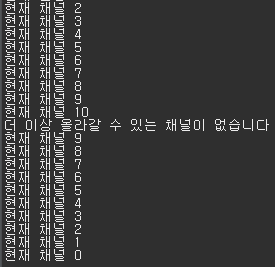 현재 채널 2
현재 채널 3
현재 채널 4
현재 채널 5
현재 채널 6
현재 채널 7
현재 채널 8
현재 채널 9
현재 채널 10
더 이상 올라갈 수 있는 채널이 없습니다
현재 채널 9
현재 채널 8
현재 채널 7
현재 채널 6
현재 채널 5
현재 채널 4
현재 채널 3
현재 채널 2
현재 채널 1
현재 채널 0